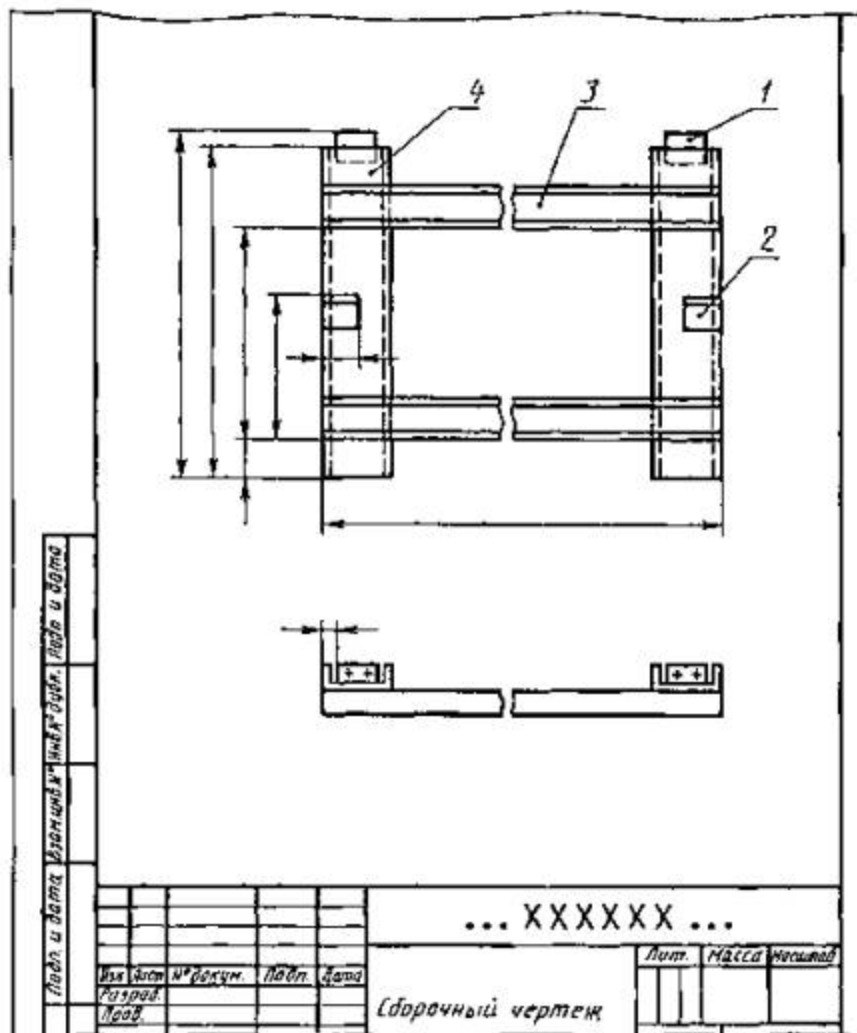 4
3
1
2
Подп. и дата
Инв.№ дубл.
Взам.инв.№
Подп. и дата
... XXXXXX ...
Лит.
Масса
Масштаб
Изм
Лист
№ докум.
Подп.
Дата
Разраб.
Пров.
Сборочный чертеж